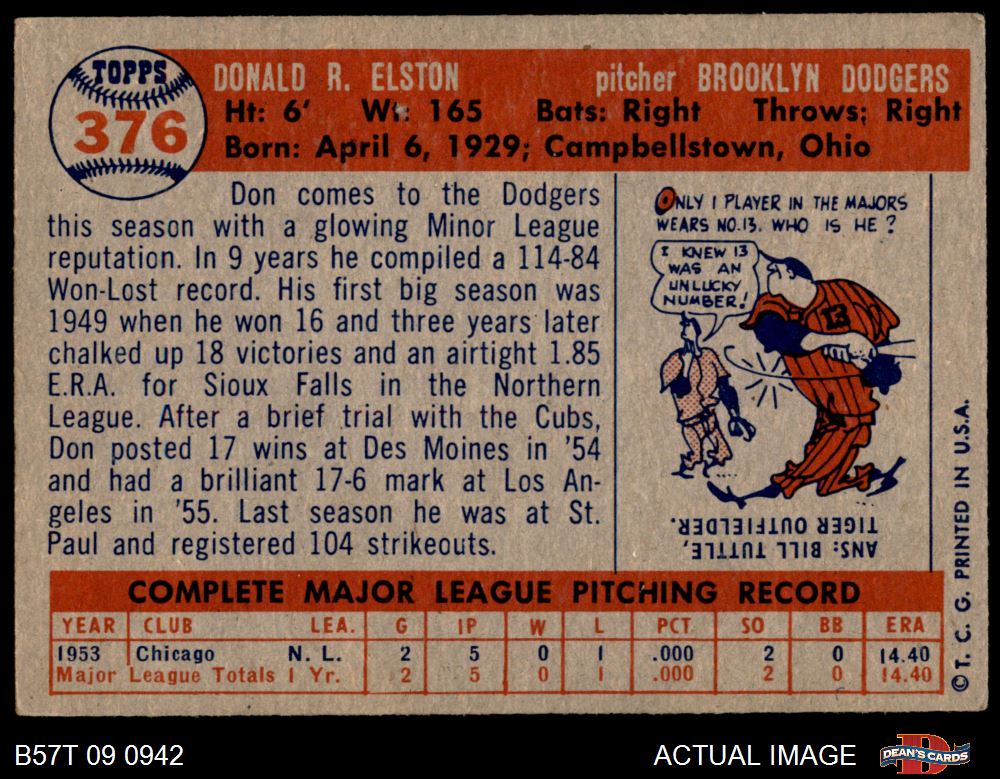 TOPPS
376
DONALD R. ELSTON pitcher BROOKLYN DODGERS
Ht: 6' Wt: 165 Bats: Right Throws: Right
Born: April 6, 1929; Campbellstown, Ohio
Don comes to the Dodgers
this season with a glowing Minor League
reputation. In 9 years he compiled a 114-84
Won-Lost record. His first big season was
1949 when he won 16 and three years later
chalked up 18 victories and an airtight 1.85
E.R.A. for Sioux Falls in the Northern
League. After a brief trial with the Cubs,
Don posted 17 wins at Des Moines in '54
and had a brilliant 17-6 mark at Los An-
geles in '55. Last season he was at St.
Paul and registered 104 strikeouts.
ONLY 1 PLAYER IN THE MAJORS
WEARS NO.13. WHO IS HE?
I KNEW 13
WAS AN
UNLUCKY
NUMBER!
13
ANS: BILL TUTTLE,
TIGER OUTFIELDER.
COMPLETE MAJOR LEAGUE PITCHING RECORD
YEAR CLUB LEA. G IP W L PCT. SO BB ERA
1953 Chicago N. L. 2 5 0 1 .000 2 0 14.40
Major League Totals 1 Yr. 2 5 0 1 .000 2 0 14.40
© T. C. G. PRINTED IN U.S.A.
B57T 09 0942 ACTUAL IMAGE
D
DEAN'S CARDS